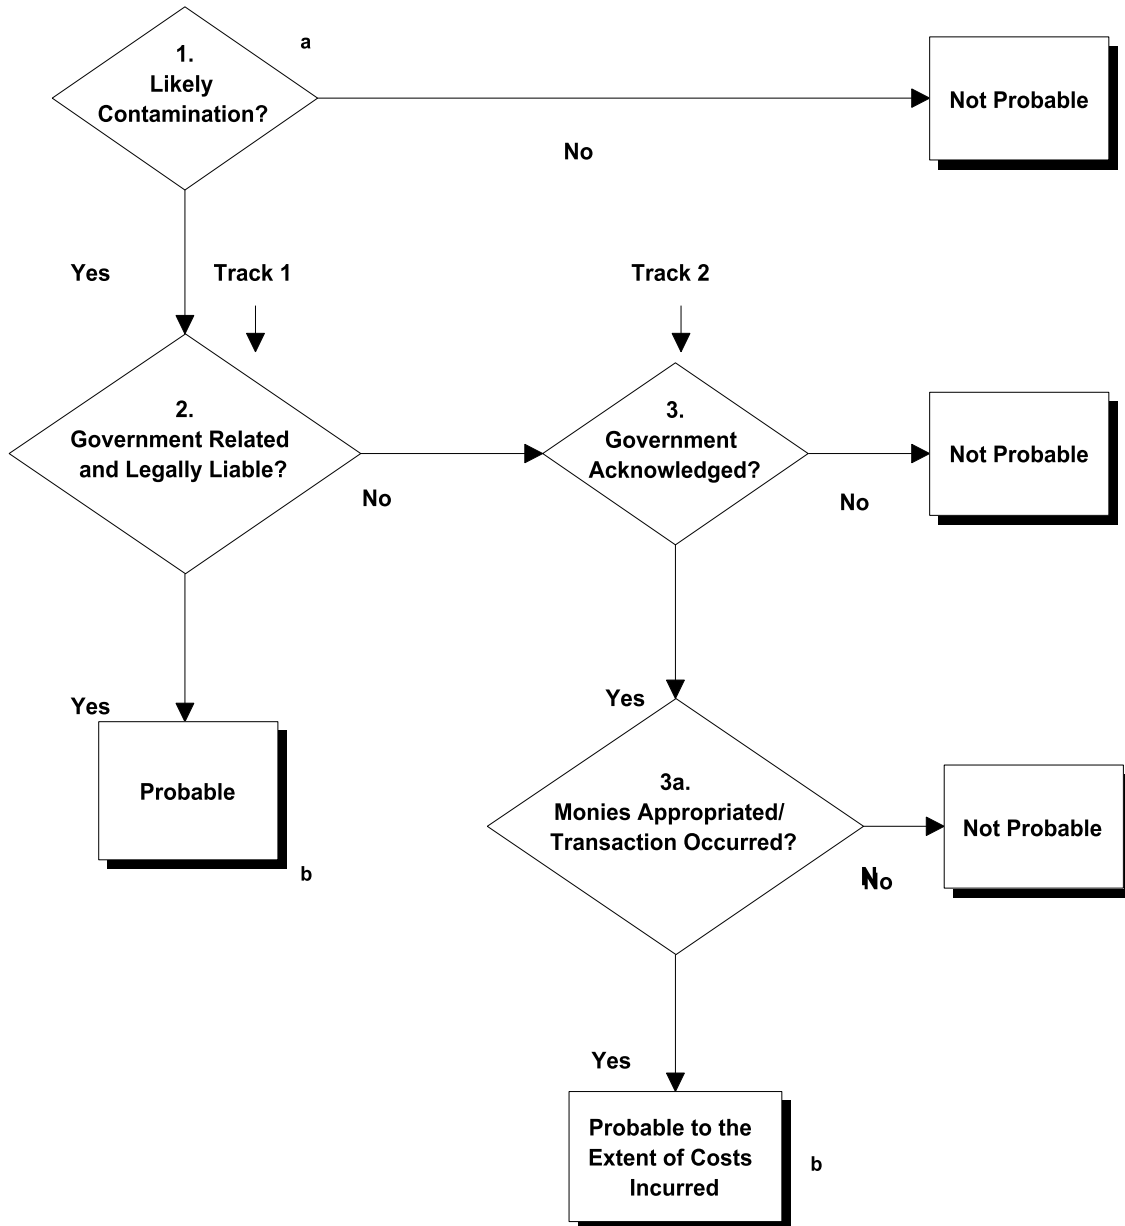 a
1.
Likely
Contamination?
Not Probable
No
Yes
Track 1
Track 2
2.
Government Related
and Legally Liable?
No
3.
Government
Acknowledged?
No
Not Probable
Yes
Probable
b
Yes
3a.
Monies Appropriated/
Transaction Occurred?
No
Not Probable
Yes
Probable to the
Extent of Costs
Incurred
b